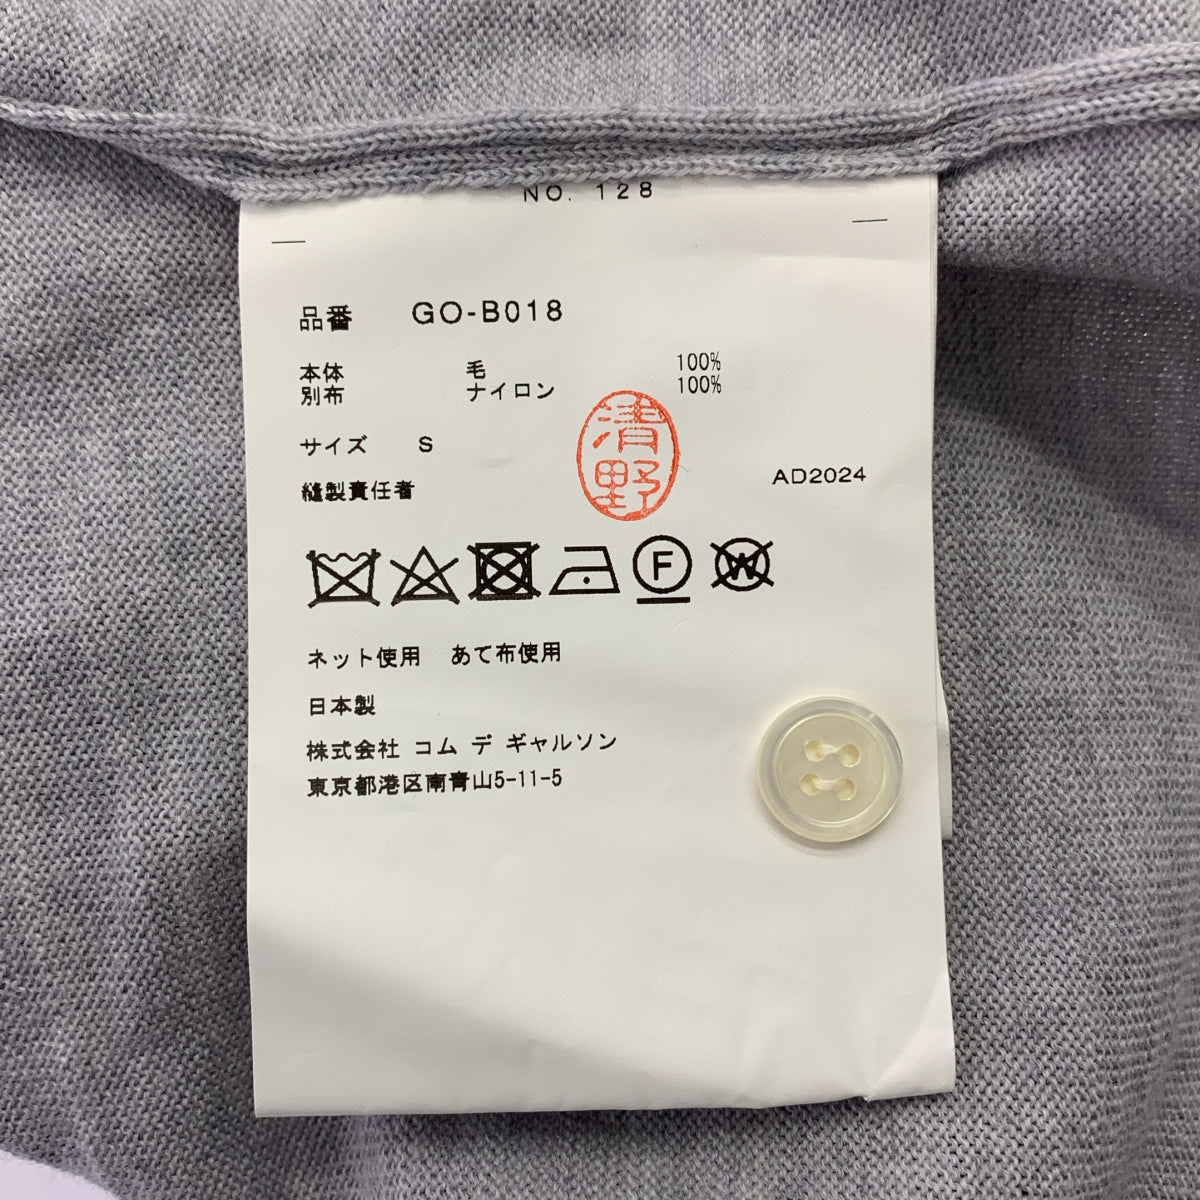 NO. 128
品番 GO-B018
本体 毛 100%
別布 ナイロン 100%
サイズ S
清野
縫製責任者 AD2024
F W
ネット使用 あて布使用
日本製
株式会社 コム デ ギャルソン
東京都港区南青山5-11-5